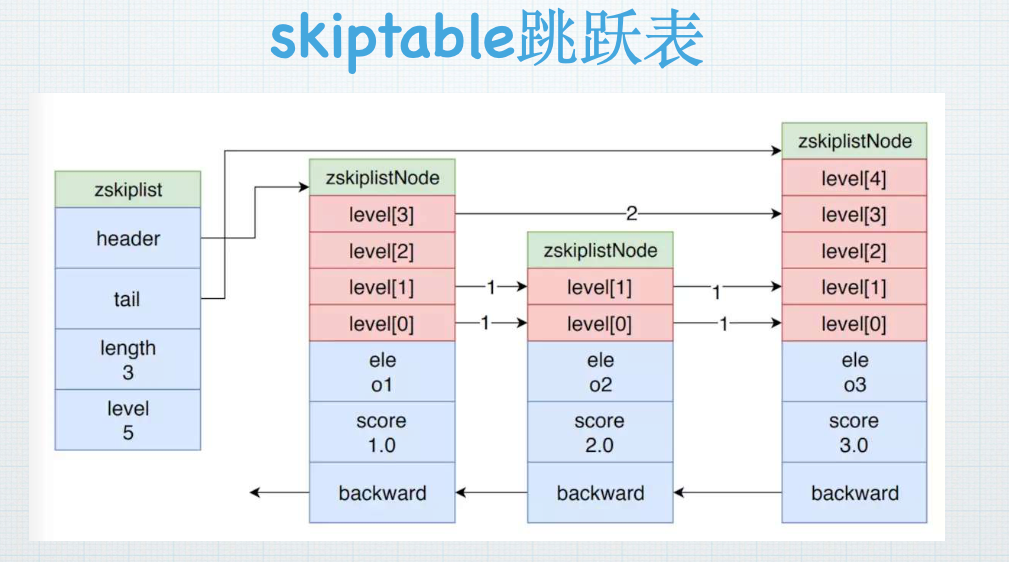 skiptable跳跃表
zskiplist
header
tail
length
3
level
5
zskiplistNode
level[3]
level[2]
level[1]
level[0]
ele
o1
score
1.0
backward
2
1
1
zskiplistNode
level[1]
level[0]
ele
o2
score
2.0
backward
1
1
zskiplistNode
level[4]
level[3]
level[2]
level[1]
level[0]
ele
o3
score
3.0
backward